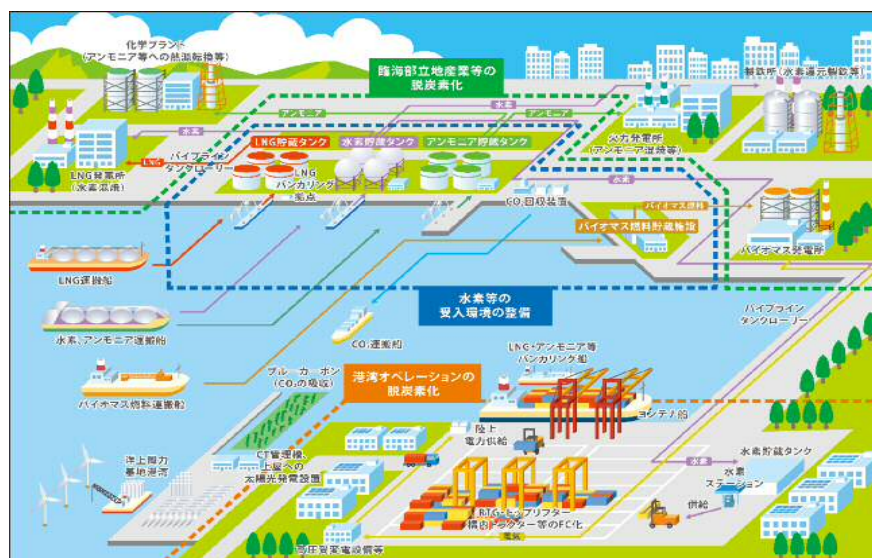 化学プラント
(アンモニア等への熱源転換等)
臨海部立地産業等の
脱炭素化
製鉄所(水素還元製鉄等)
アンモニア
水素
アンモニア
水素
LNG貯蔵タンク
水素貯蔵タンク
アンモニア貯蔵タンク
火力発電所
(アンモニア混焼等)
LNG
LNG発電所
(水素混焼)
パイプライン
タンクローリー
LNG
バンカリング
拠点
CO₂回収装置
水素
バイオマス燃料
バイオマス燃料貯蔵施設
バイオマス発電所
LNG運搬船
水素等の
受入環境の整備
水素、アンモニア運搬船
CO₂運搬船
パイプライン
タンクローリー
LNG・アンモニア等
バンカリング船
バイオマス燃料運搬船
ブルーカーボン
(CO₂の吸収)
港湾オペレーションの
脱炭素化
コンテナ船
陸上
電力供給
洋上風力
基地港湾
CT管理棟、
上屋への
太陽光発電設置
水素
水素貯蔵タンク
水素
ステーション
供給
RTG・トップリフター
構内トラクター等のFC化
電気
高圧受変電設備等